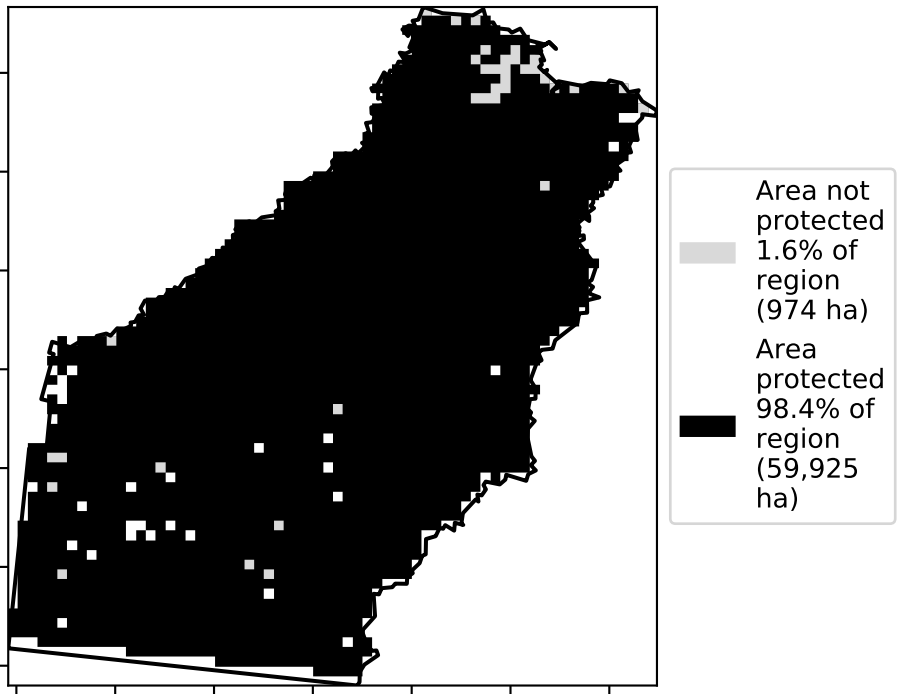 Area not
protected
1.6% of
region
(974 ha)
Area
protected
98.4% of
region
(59,925
ha)